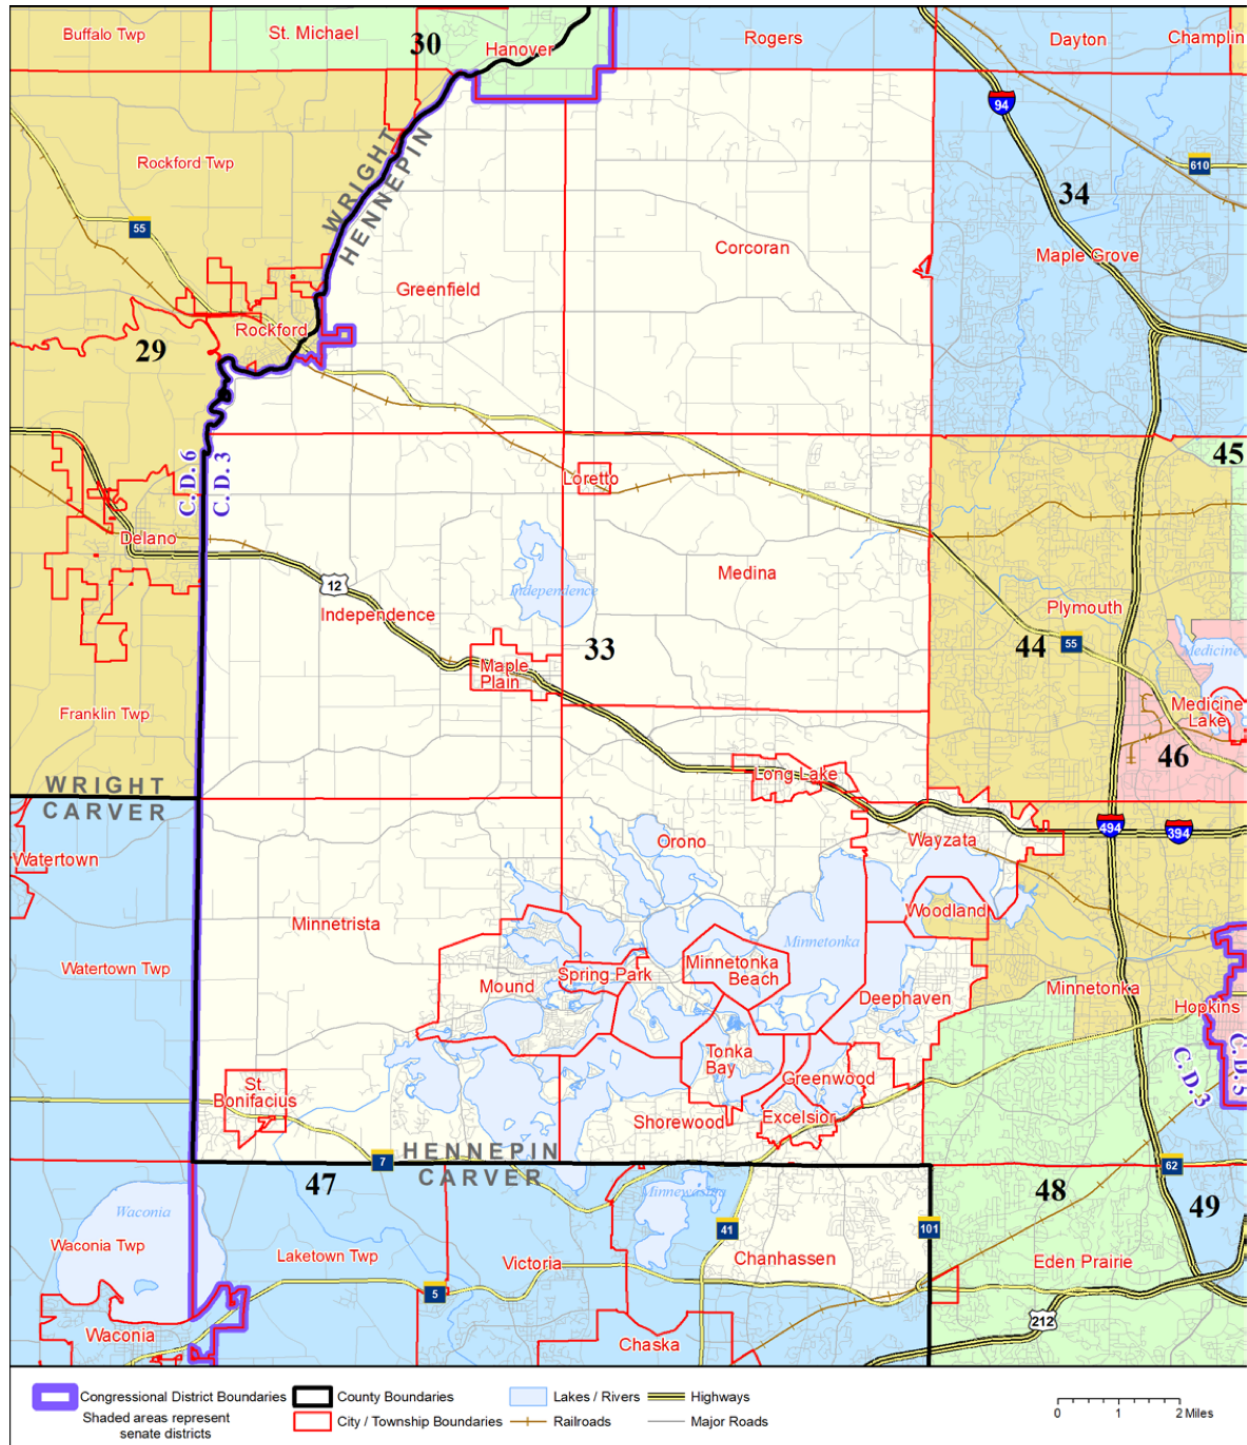 Buffalo Twp
St. Michael
30
Hanover
Rogers
Dayton
Champlin
94
WRIGHT
HENNEPIN
Rockford Twp
610
34
55
Corcoran
Maple Grove
Greenfield
Rockford
29
45
C. D. 6
C. D. 3
Loretto
Delano
Medina
12
Independence
Independence
Plymouth
33
44
55
Medicine
Maple
Plain
Medicine
Lake
Franklin Twp
46
WRIGHT
CARVER
Long Lake
494
394
Orono
Wayzata
Watertown
Woodland
Minnetrista
Minnetonka
Watertown Twp
Spring Park
Minnetonka
Beach
Mound
Deephaven
Minnetonka
Hopkins
C. D. 3
C. D. 5
Tonka
Bay
Greenwood
St.
Bonifacius
Shorewood
Excelsior
HENNEPIN
CARVER
7
62
47
Minnewashta
48
49
Waconia
Waconia Twp
41
101
Laketown Twp
Victoria
Chanhassen
Eden Prairie
5
212
Waconia
Chaska
Congressional District Boundaries
County Boundaries
Lakes / Rivers
Highways
Shaded areas represent
senate districts
City / Township Boundaries
Railroads
Major Roads
0 1 2 Miles